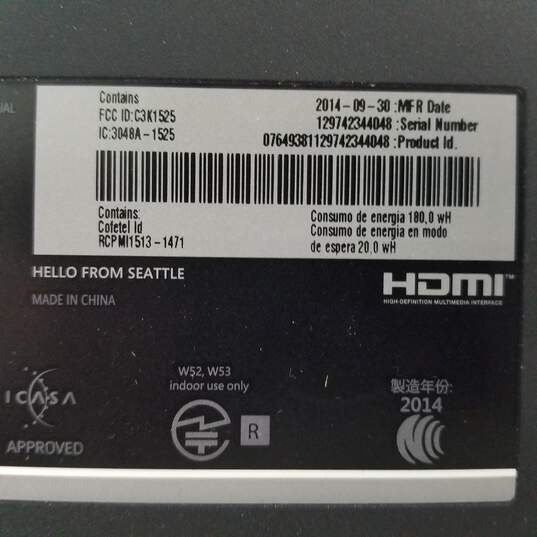 UAL
Contains
FCC ID:C3K1525
IC:3048A-1525
2014-09-30 :MFR Date
129742344048 :Serial Number
07649381129742344048 :Product Id.
Contains:
Cofetel Id
RCPMI1513-1471
Consumo de energia 180,0 wH
Consumo de energia en modo
de espera 20,0 wH
HELLO FROM SEATTLE
MADE IN CHINA
HDMI™
HIGH-DEFINITION MULTIMEDIA INTERFACE
ICASA
APPROVED
W52, W53
indoor use only
R
製造年份:
2014